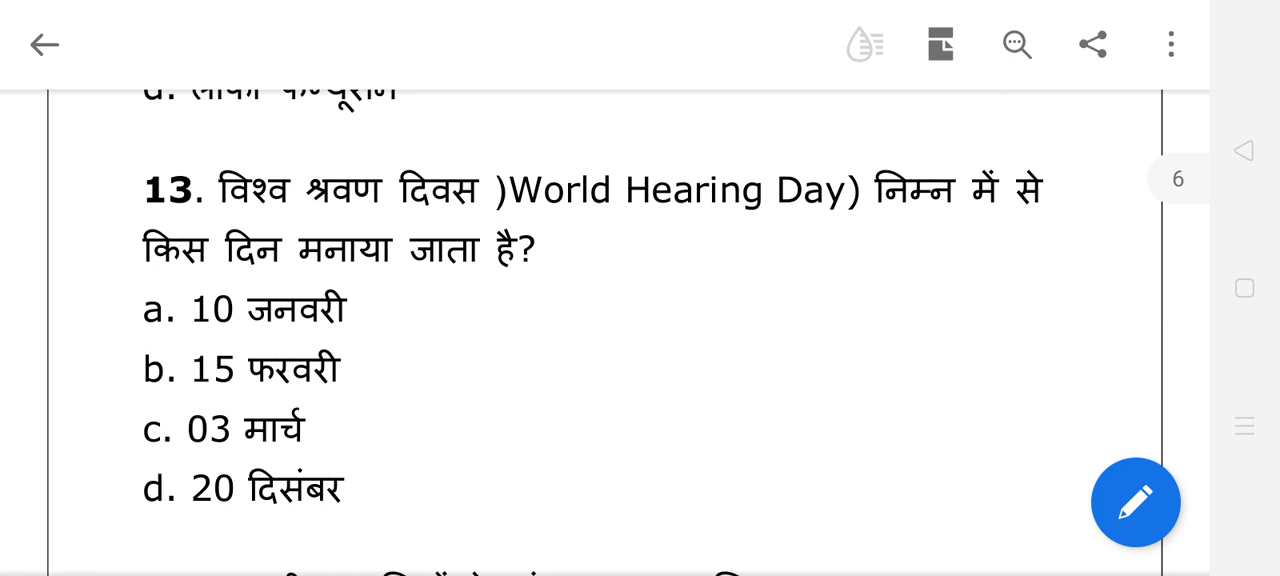 13. विश्व श्रवण दिवस )World Hearing Day) निम्न में से
किस दिन मनाया जाता है?
a. 10 जनवरी
b. 15 फरवरी
c. 03 मार्च
d. 20 दिसंबर
6